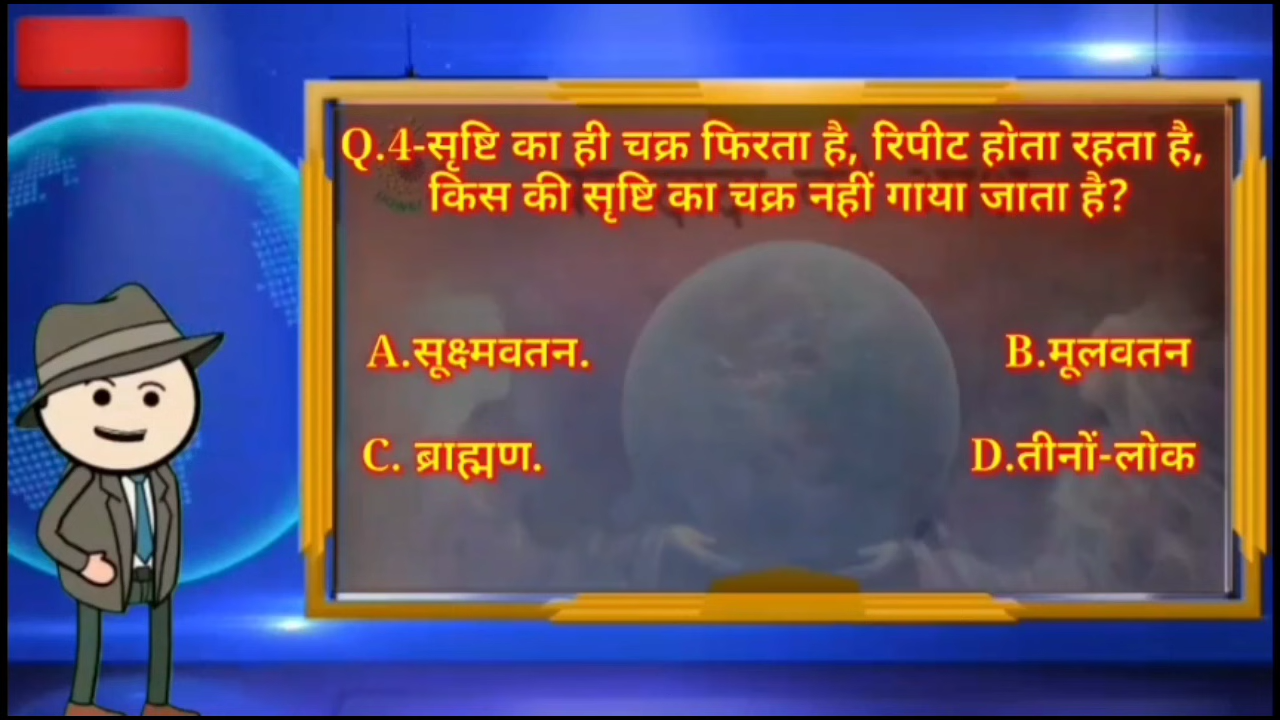 Q.4-सृष्टि का ही चक्र फिरता है, रिपीट होता रहता है,
किस की सृष्टि का चक्र नहीं गाया जाता है?
A.सूक्ष्मवतन.
B.मूलवतन
C. ब्राह्मण.
D.तीनों-लोक